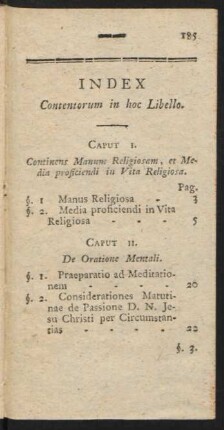 185
INDEX
Contentorum in hoc Libello.
CAPUT I.
Continens Manum Religiosam, et Me-
dia proficiendi in Vita Religiosa.
Pag.
§. 1 Manus Religiosa - - 3
§. 2. Media proficiendi in Vita
Religiosa - - - - 5
CAPUT II.
De Oratione Mentali.
§. 1. Praeparatio ad Meditatio-
nem - - - - 20
§. 2. Considerationes Matuti-
nae de Passione D. N. Je-
su Christi per Circumstan-
tias - - - - 22
§. 3.